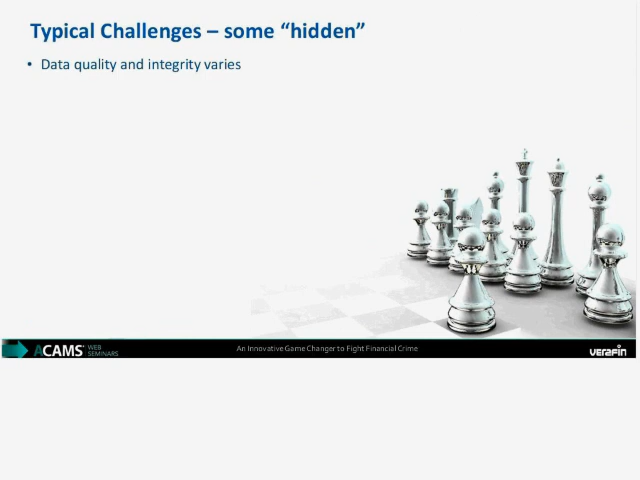 Typical Challenges – some “hidden”
• Data quality and integrity varies
ACAMS® WEB SEMINARS
An Innovative Game Changer to Fight Financial Crime
verafin